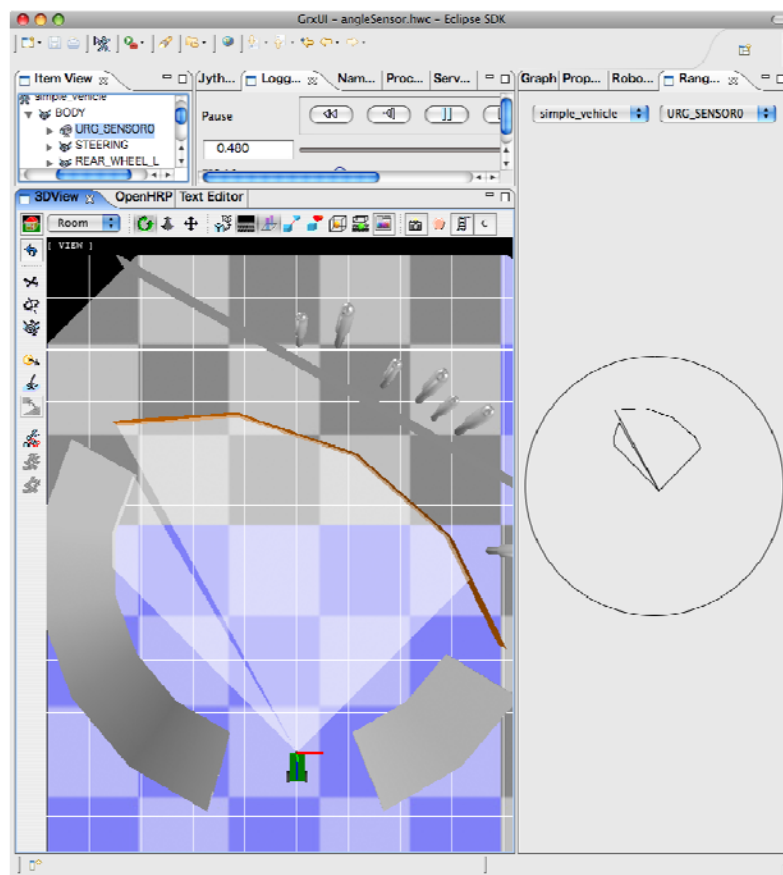 GrxUI - angleSensor.hwc - Eclipse SDK
Item View
Jyth... Logg... Nam... Proc... Serv...
Graph Prop... Robo... Rang...
simple_vehicle
BODY
URG_SENSOR0
STEERING
REAR_WHEEL_L
Pause
0.480
simple_vehicle URG_SENSOR0
3DView OpenHRP Text Editor
Room
[ VIEW ]